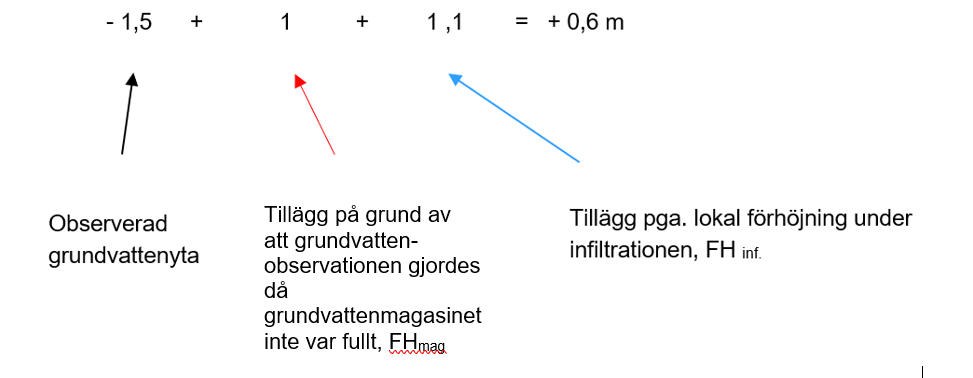 - 1,5 + 1 + 1 ,1 = + 0,6 m
Observerad
grundvattenyta
Tillägg på grund av
att grundvatten-
observationen gjordes
då
grundvattenmagasinet
inte var fullt, FHmag
Tillägg pga. lokal förhöjning under
infiltrationen, FH inf.